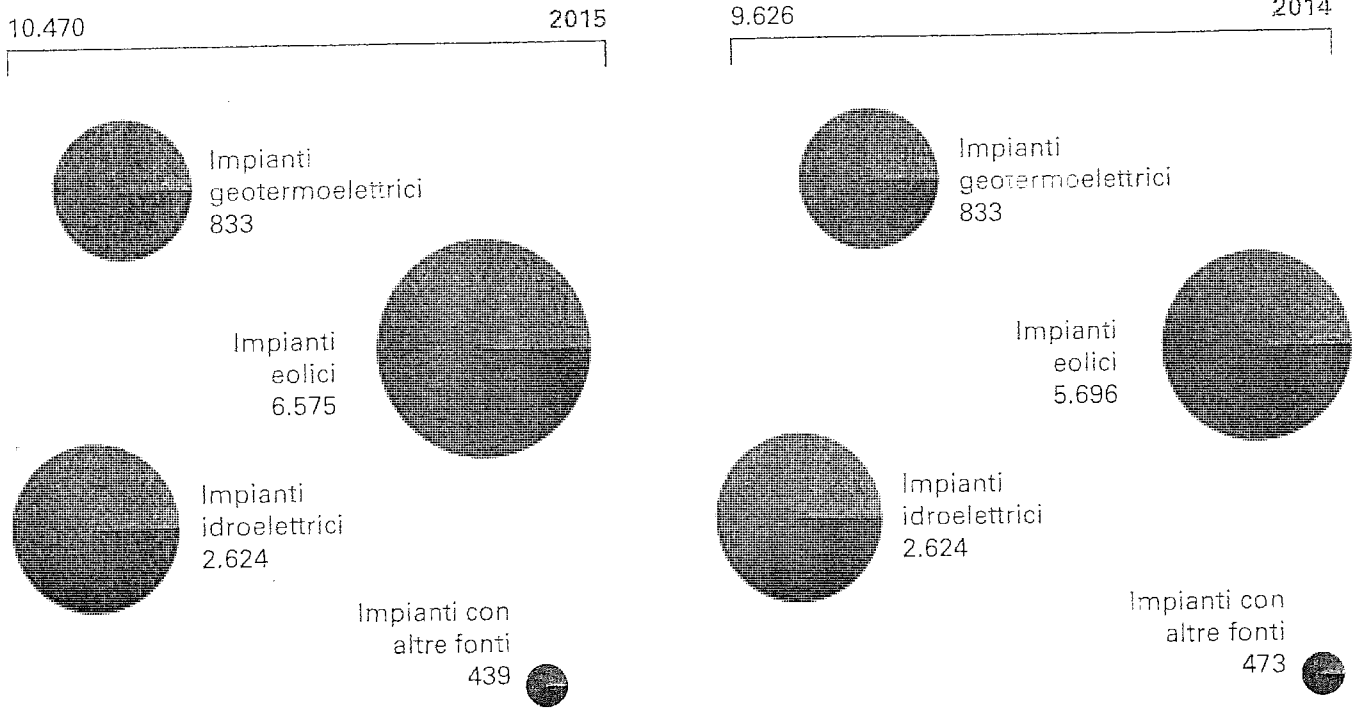 10.470 2015
Impianti
geotermoelettrici
833
Impianti
eolici
6.575
Impianti
idroelettrici
2.624
Impianti con
altre fonti
439
9.626 2014
Impianti
geotermoelettrici
833
Impianti
eolici
5.696
Impianti
idroelettrici
2.624
Impianti con
altre fonti
473